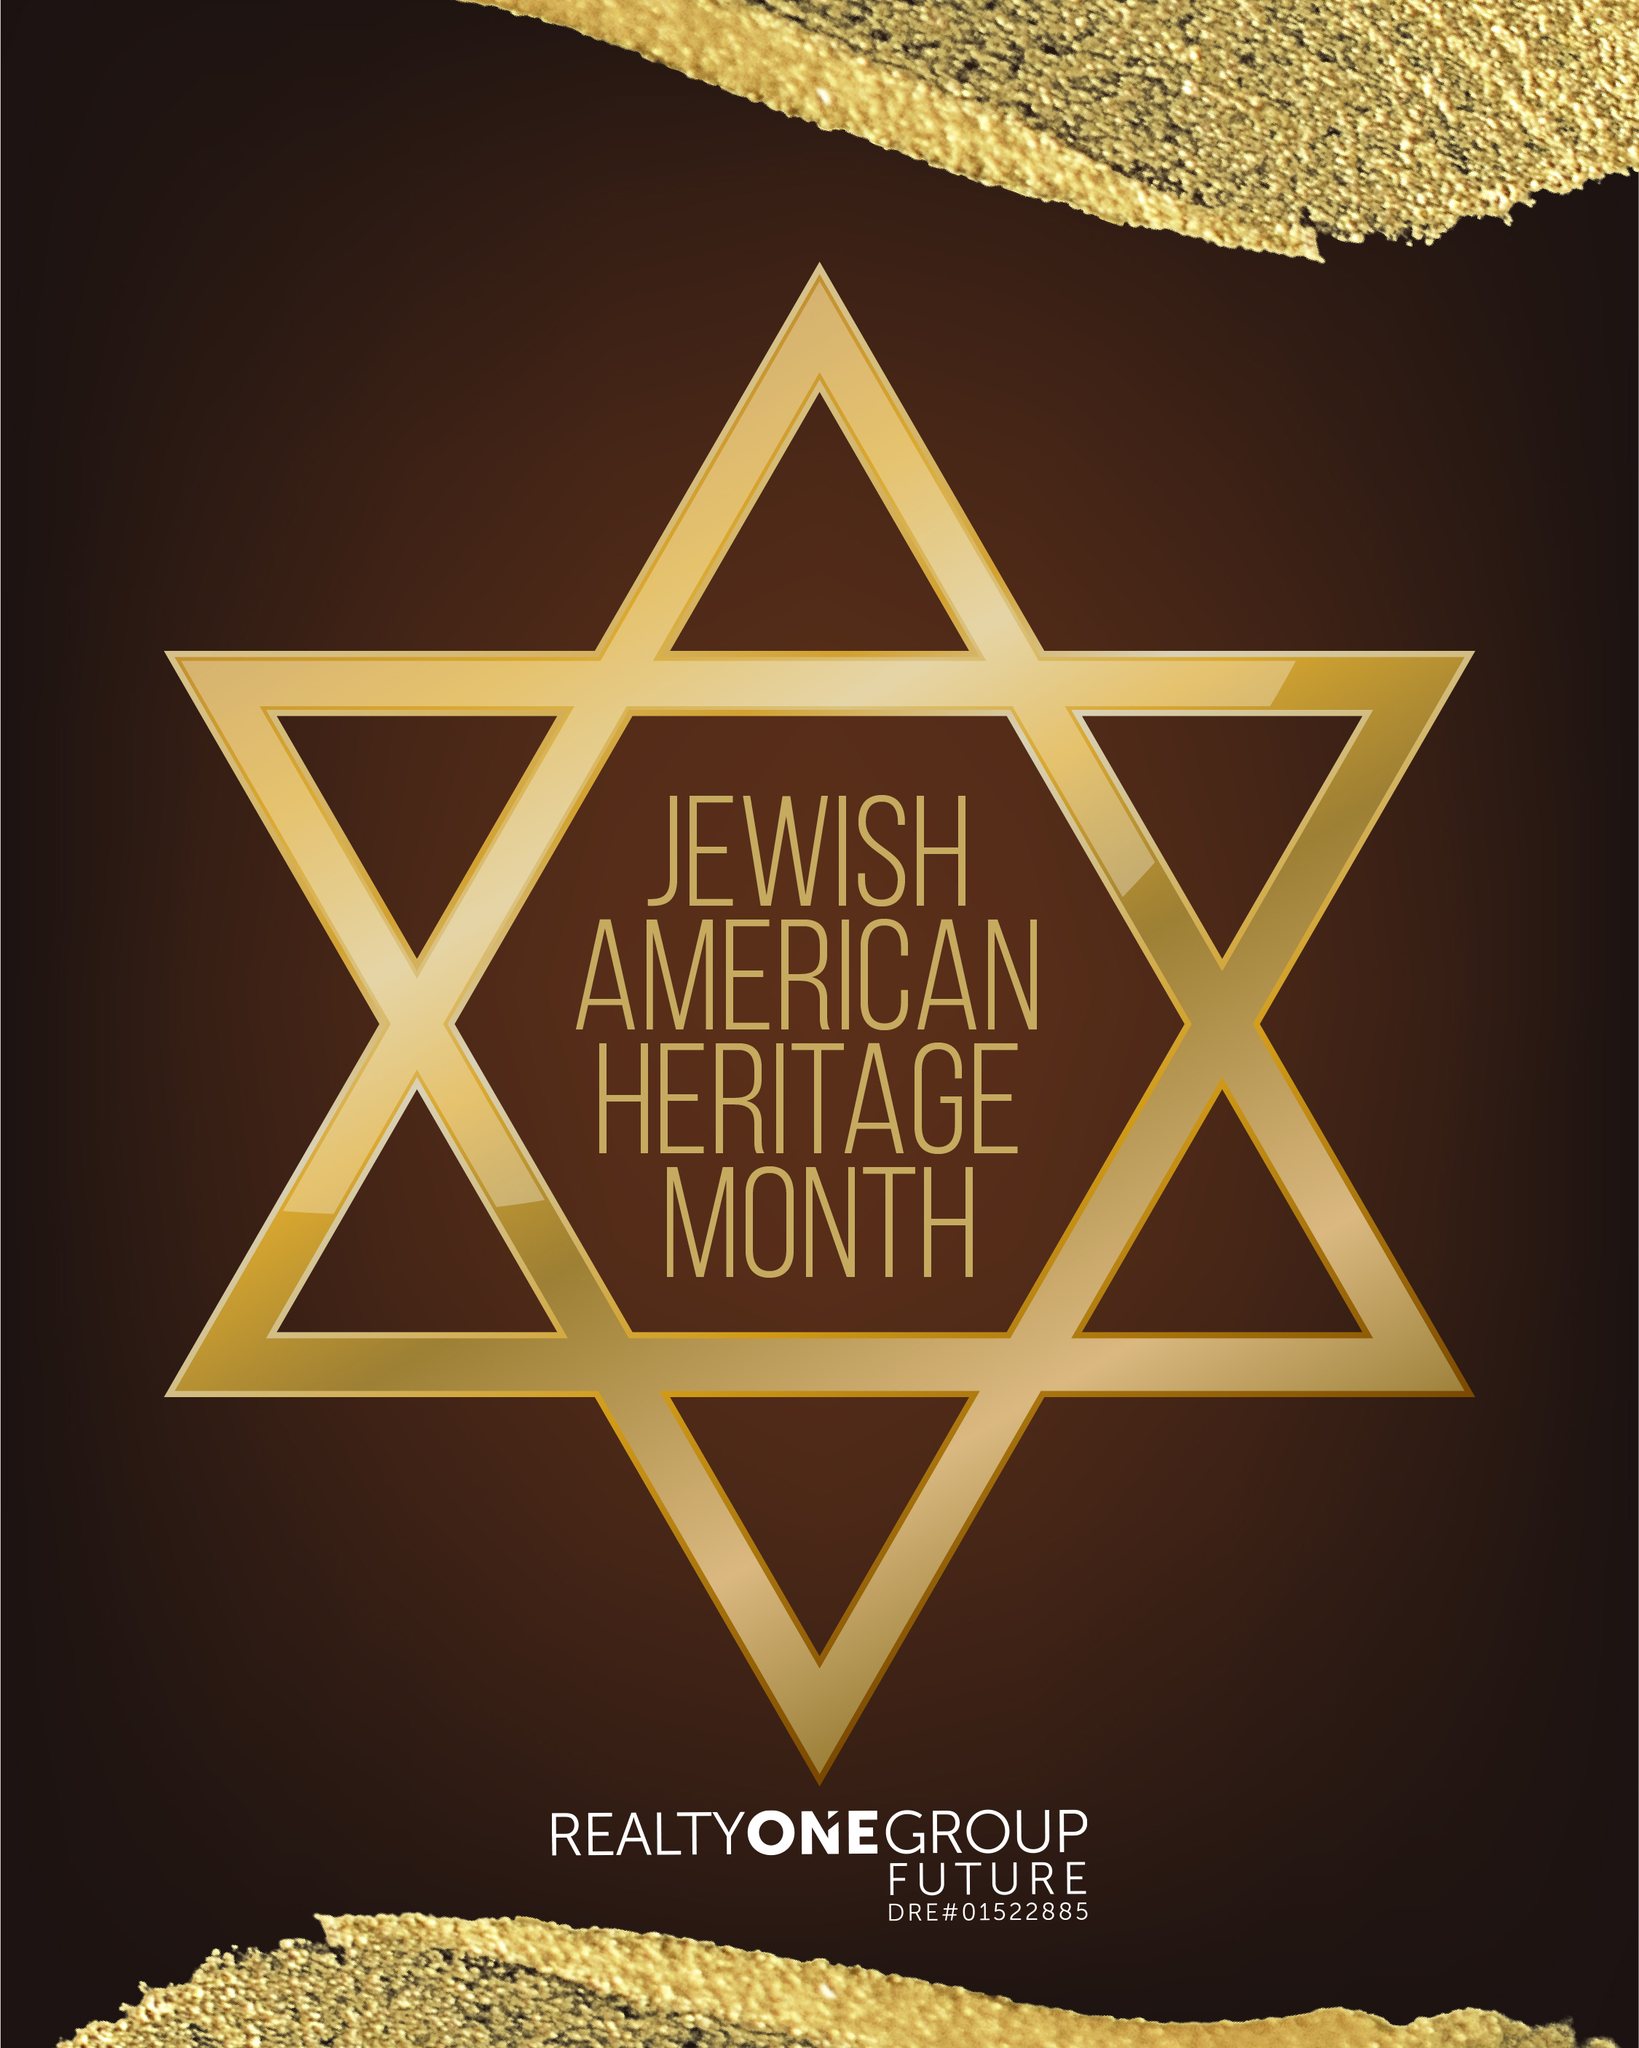 JEWISH
AMERICAN
HERITAGE
MONTH
REALTYONEGROUP
FUTURE
DRE#01522885